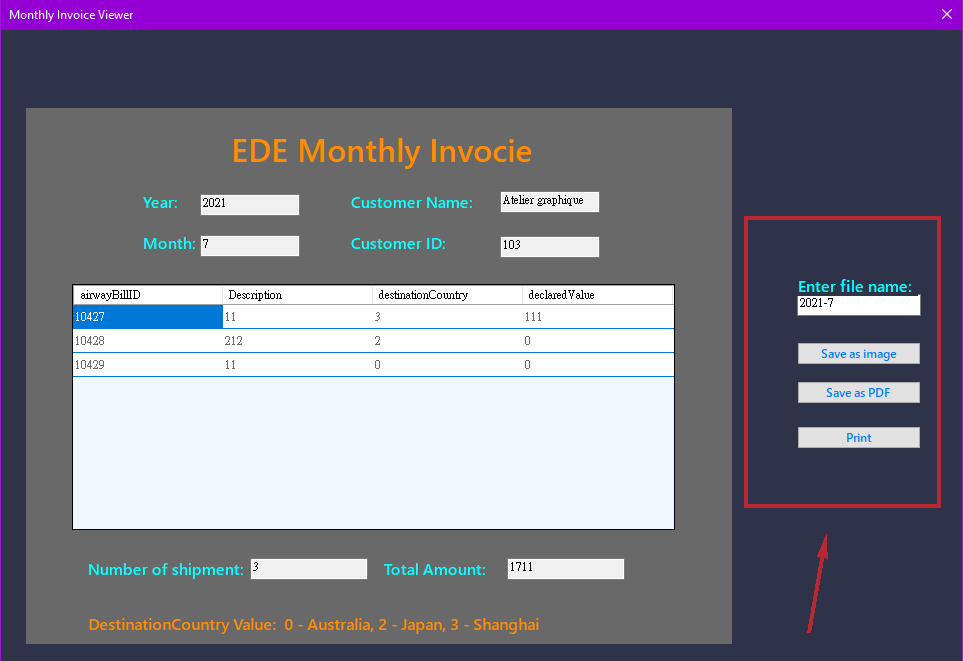 Monthly Invoice Viewer
EDE Monthly Invocie
Year: 2021 Customer Name: Atelier graphique
Month: 7 Customer ID: 103
airwayBillID Description destinationCountry declaredValue
10427 11 3 111
10428 212 2 0
10429 11 0 0
Number of shipment: 3 Total Amount: 1711
DestinationCountry Value: 0 - Australia, 2 - Japan, 3 - Shanghai
Enter file name:
2021-7
Save as image
Save as PDF
Print